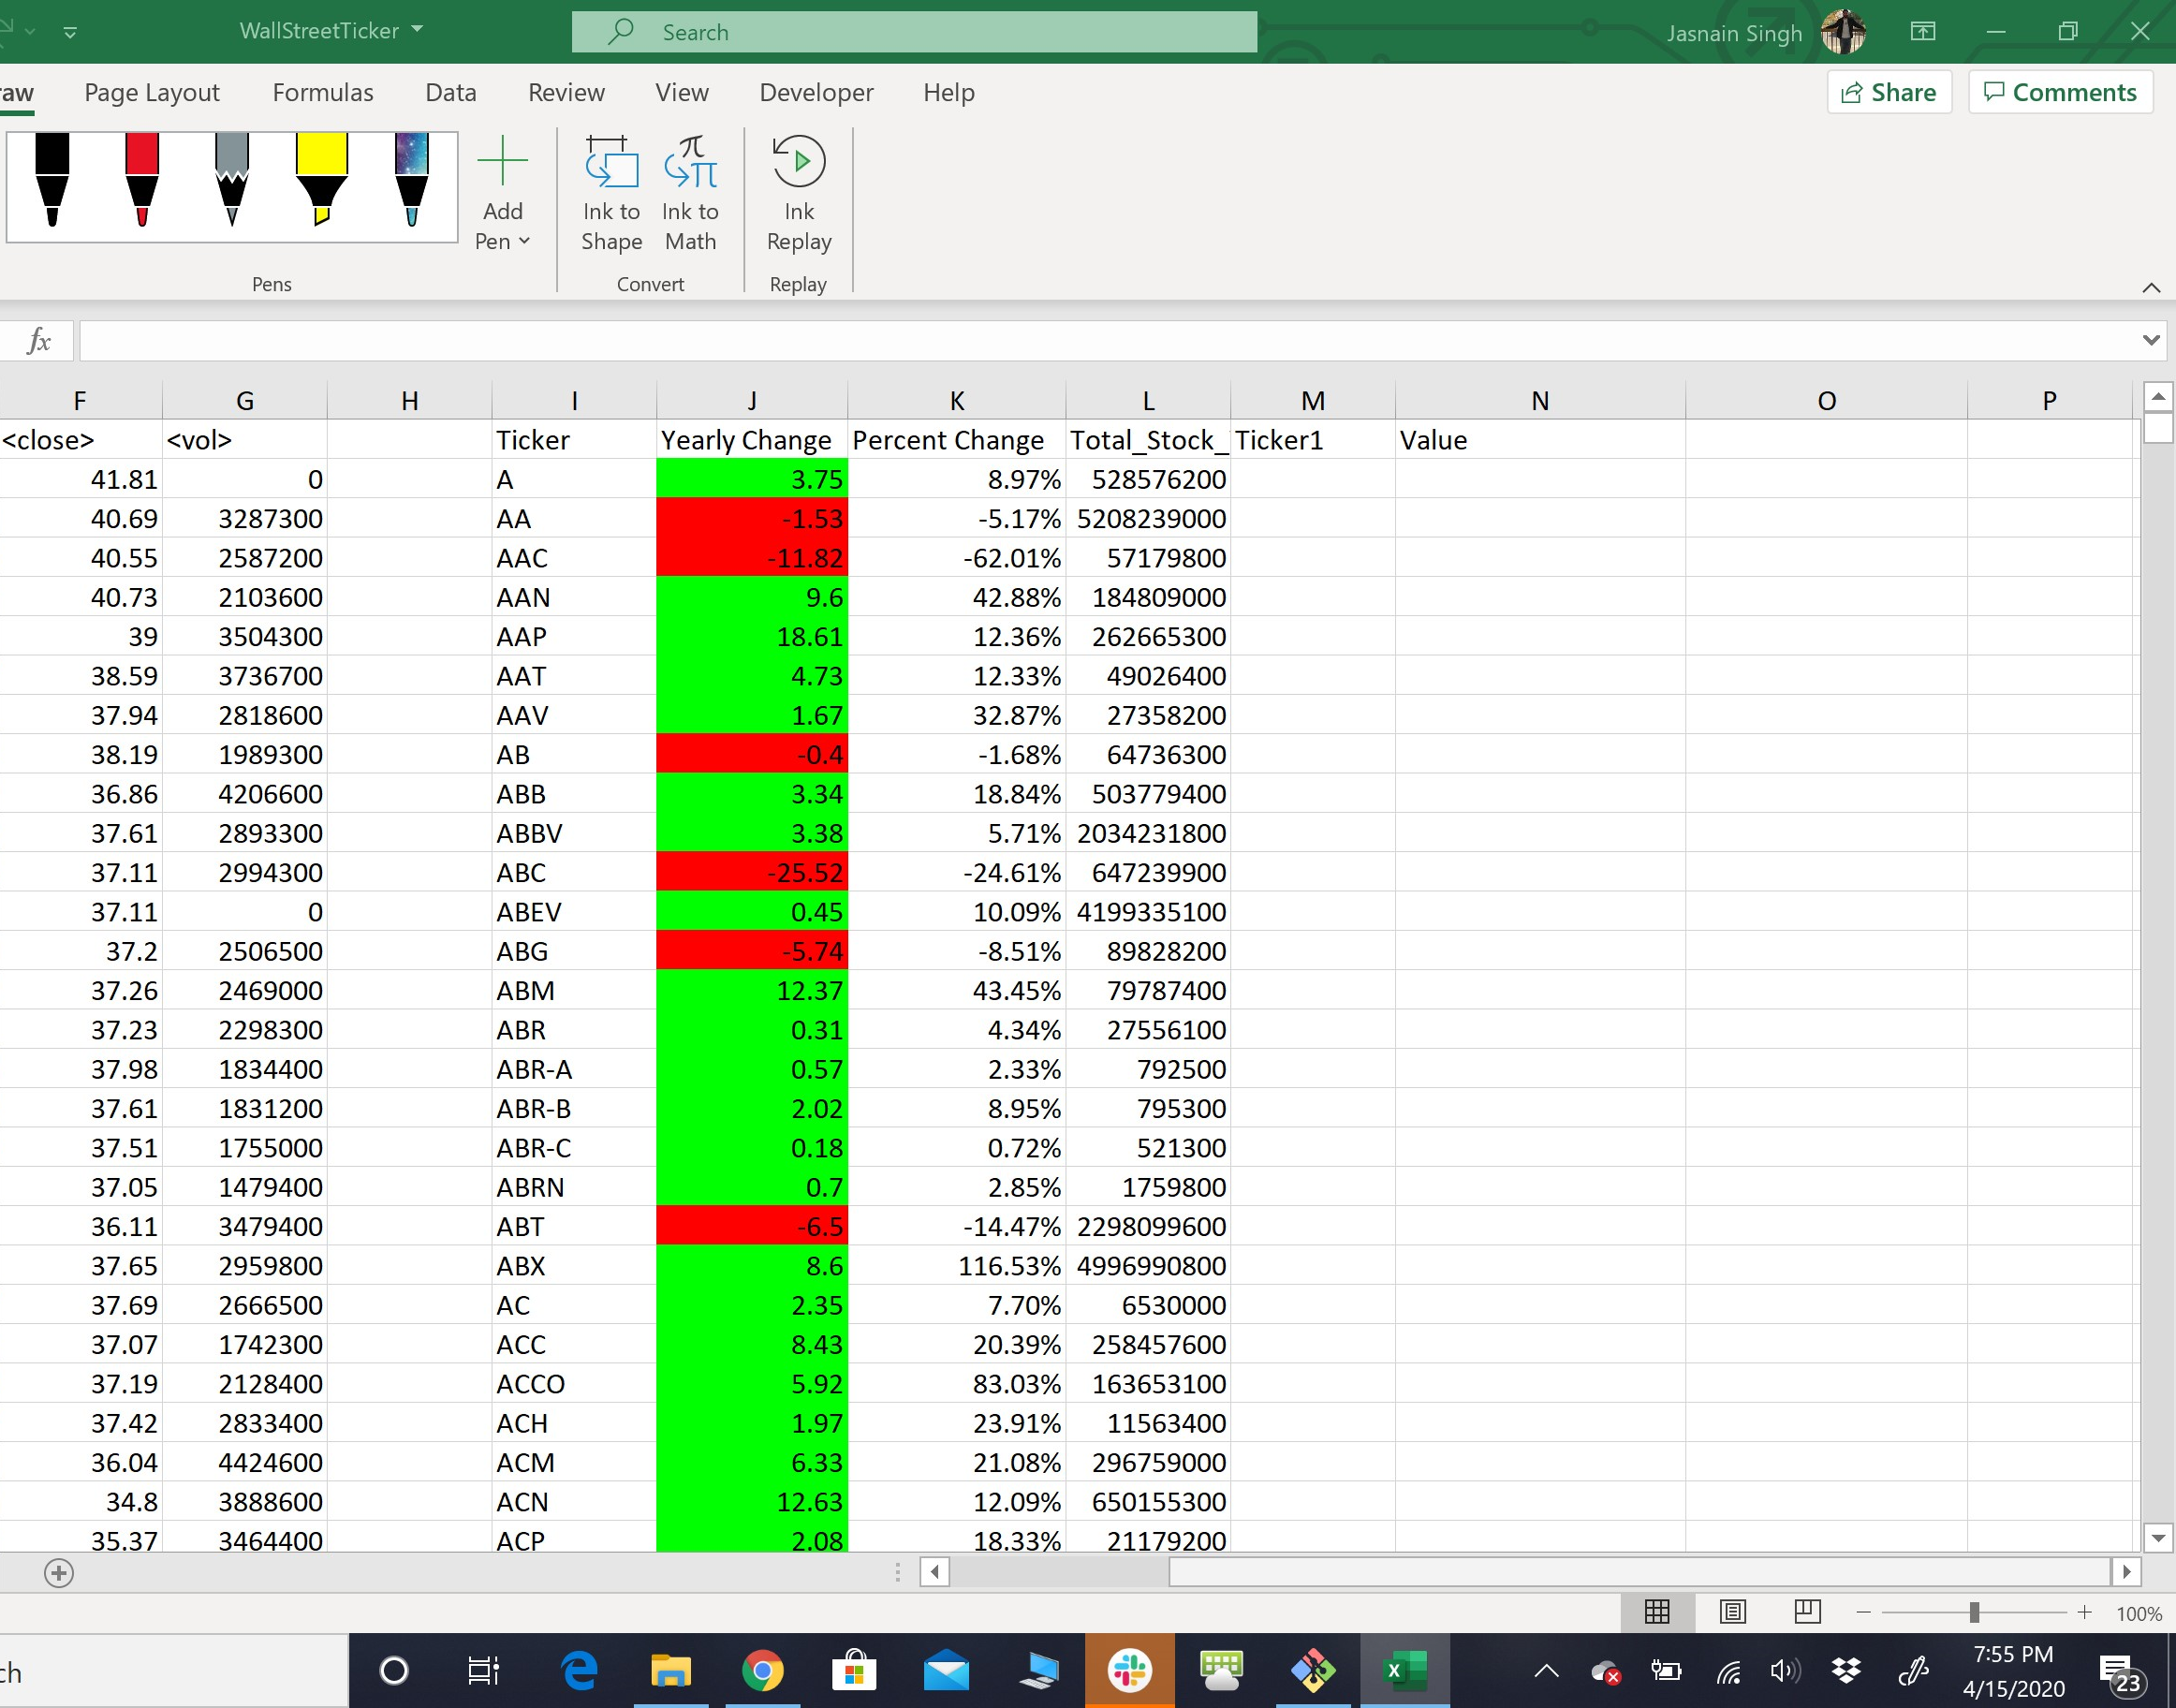 WallStreetTicker
Search
Jasnain Singh
aw Page Layout Formulas Data Review View Developer Help
Share Comments
Add Pen
Ink to Shape
Ink to Math
Ink Replay
Pens Convert Replay
fx
F G H I J K L M N O P
<close> <vol> Ticker Yearly Change Percent Change Total_Stock_ Ticker1 Value
41.81 0 A 3.75 8.97% 528576200
40.69 3287300 AA -1.53 -5.17% 5208239000
40.55 2587200 AAC -11.82 -62.01% 57179800
40.73 2103600 AAN 9.6 42.88% 184809000
39 3504300 AAP 18.61 12.36% 262665300
38.59 3736700 AAT 4.73 12.33% 49026400
37.94 2818600 AAV 1.67 32.87% 27358200
38.19 1989300 AB -0.4 -1.68% 64736300
36.86 4206600 ABB 3.34 18.84% 503779400
37.61 2893300 ABBV 3.38 5.71% 2034231800
37.11 2994300 ABC -25.52 -24.61% 647239900
37.11 0 ABEV 0.45 10.09% 4199335100
37.2 2506500 ABG -5.74 -8.51% 89828200
37.26 2469000 ABM 12.37 43.45% 79787400
37.23 2298300 ABR 0.31 4.34% 27556100
37.98 1834400 ABR-A 0.57 2.33% 792500
37.61 1831200 ABR-B 2.02 8.95% 795300
37.51 1755000 ABR-C 0.18 0.72% 521300
37.05 1479400 ABRN 0.7 2.85% 1759800
36.11 3479400 ABT -6.5 -14.47% 2298099600
37.65 2959800 ABX 8.6 116.53% 4996990800
37.69 2666500 AC 2.35 7.70% 6530000
37.07 1742300 ACC 8.43 20.39% 258457600
37.19 2128400 ACCO 5.92 83.03% 163653100
37.42 2833400 ACH 1.97 23.91% 11563400
36.04 4424600 ACM 6.33 21.08% 296759000
34.8 3888600 ACN 12.63 12.09% 650155300
35.37 3464400 ACP 2.08 18.33% 21179200
100%
ch
7:55 PM
4/15/2020
23